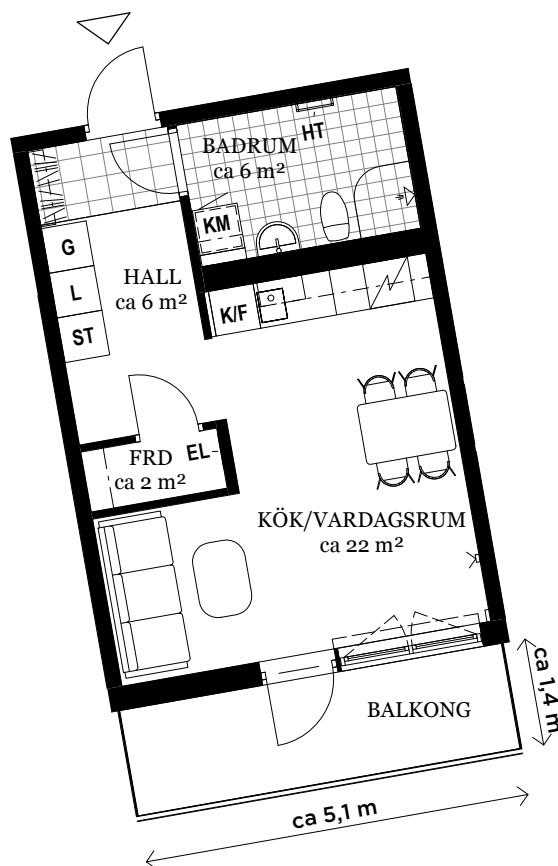 HT
BADRUM
ca 6 m²
KM
G
L
ST
HALL
ca 6 m²
K/F
FRD
ca 2 m²
EL
KÖK/VARDAGSRUM
ca 22 m²
BALKONG
ca 1,4 m
ca 5,1 m